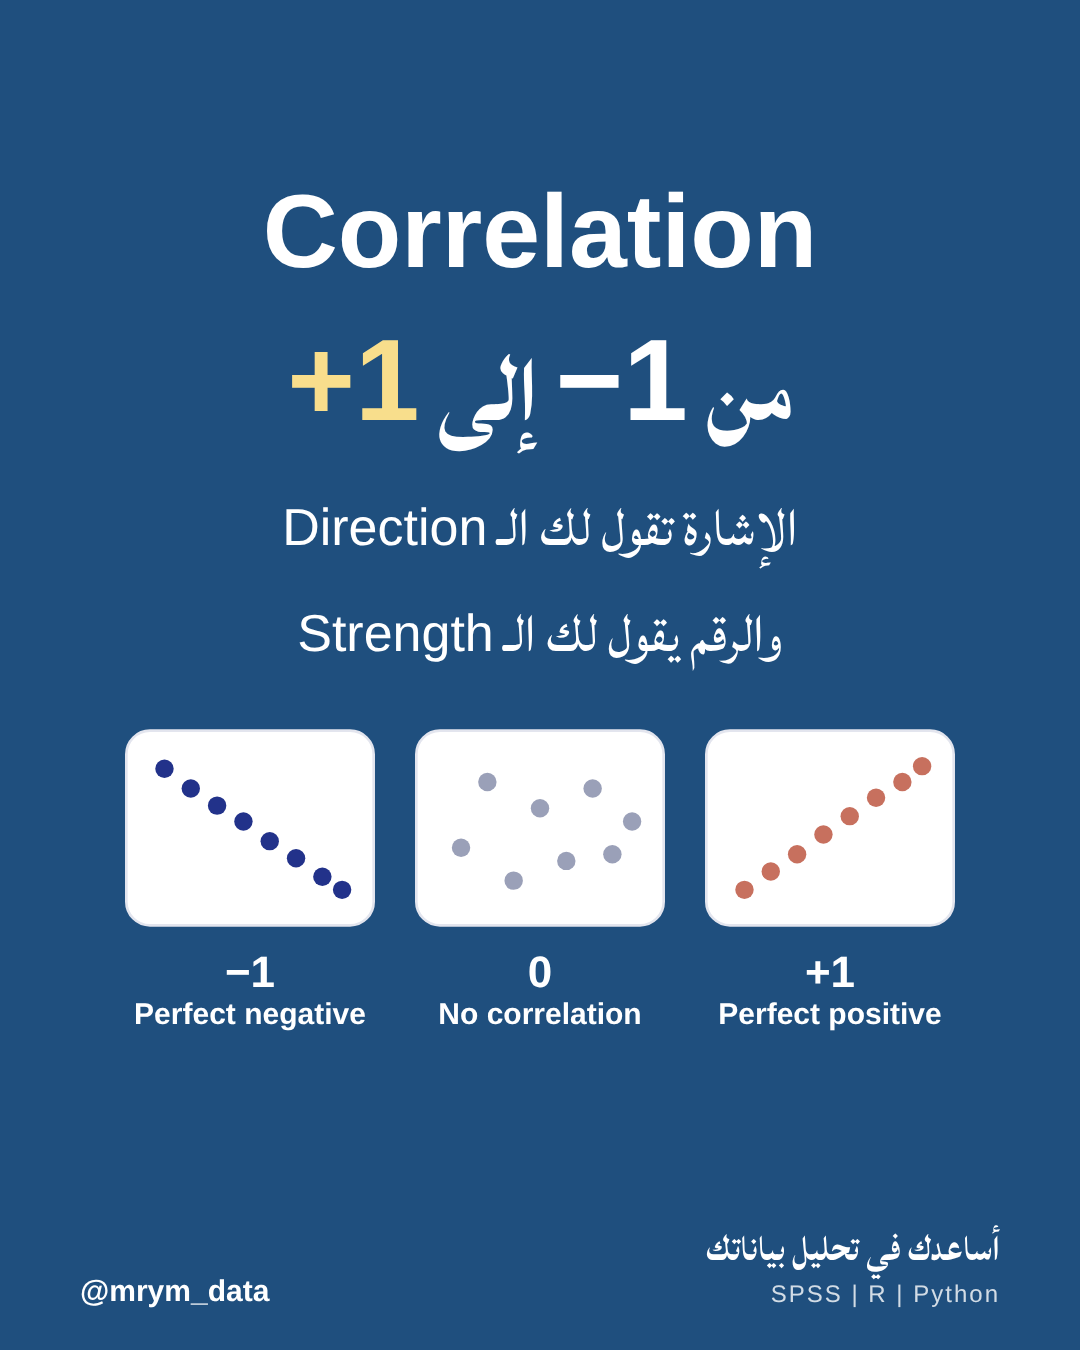 Correlation
من −1 إلى +1
الإشارة تقول لك الـ Direction
والرقم يقول لك الـ Strength
−1
Perfect negative
0
No correlation
+1
Perfect positive
أساعدك في تحليل بياناتك
@mrym_data
SPSS | R | Python